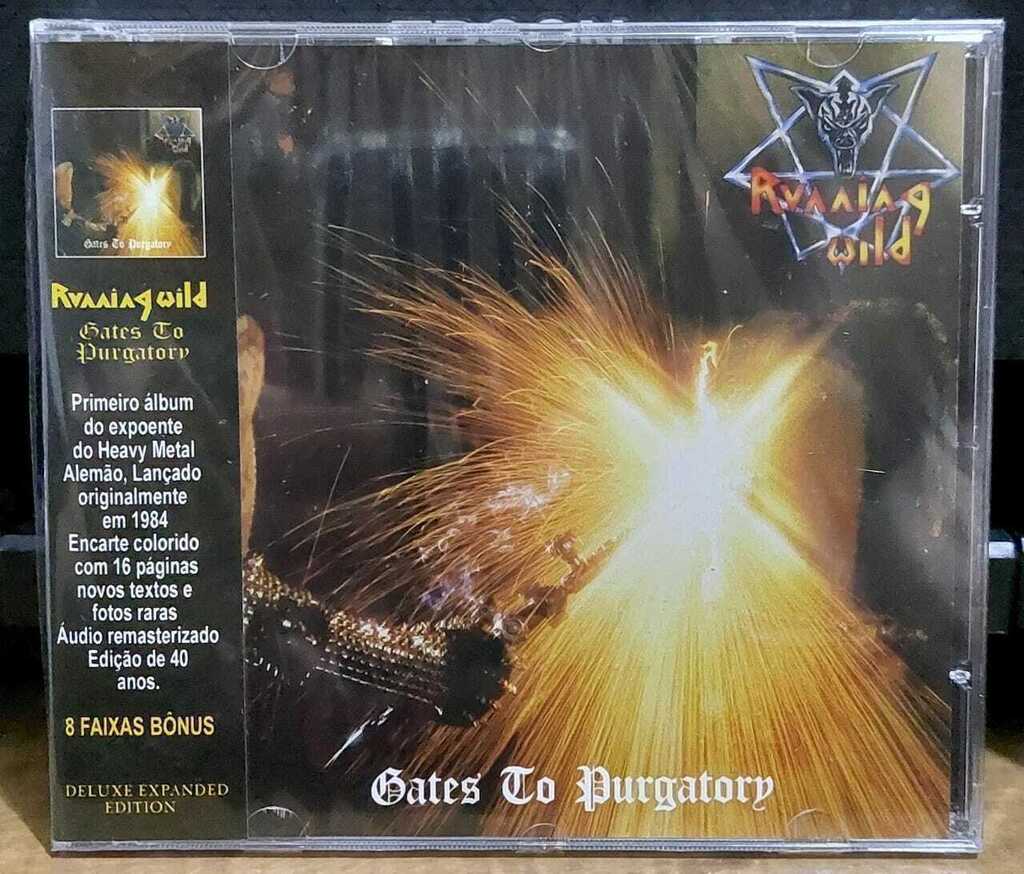 Running
Wild
Gates To Purgatory
Running Wild
Gates To
Purgatory
Primeiro álbum
do expoente
do Heavy Metal
Alemão, Lançado
originalmente
em 1984
Encarte colorido
com 16 páginas
novos textos e
fotos raras
Áudio remasterizado
Edição de 40
anos.
8 FAIXAS BÔNUS
DELUXE EXPANDED
EDITION
Running
Wild
Gates To Purgatory